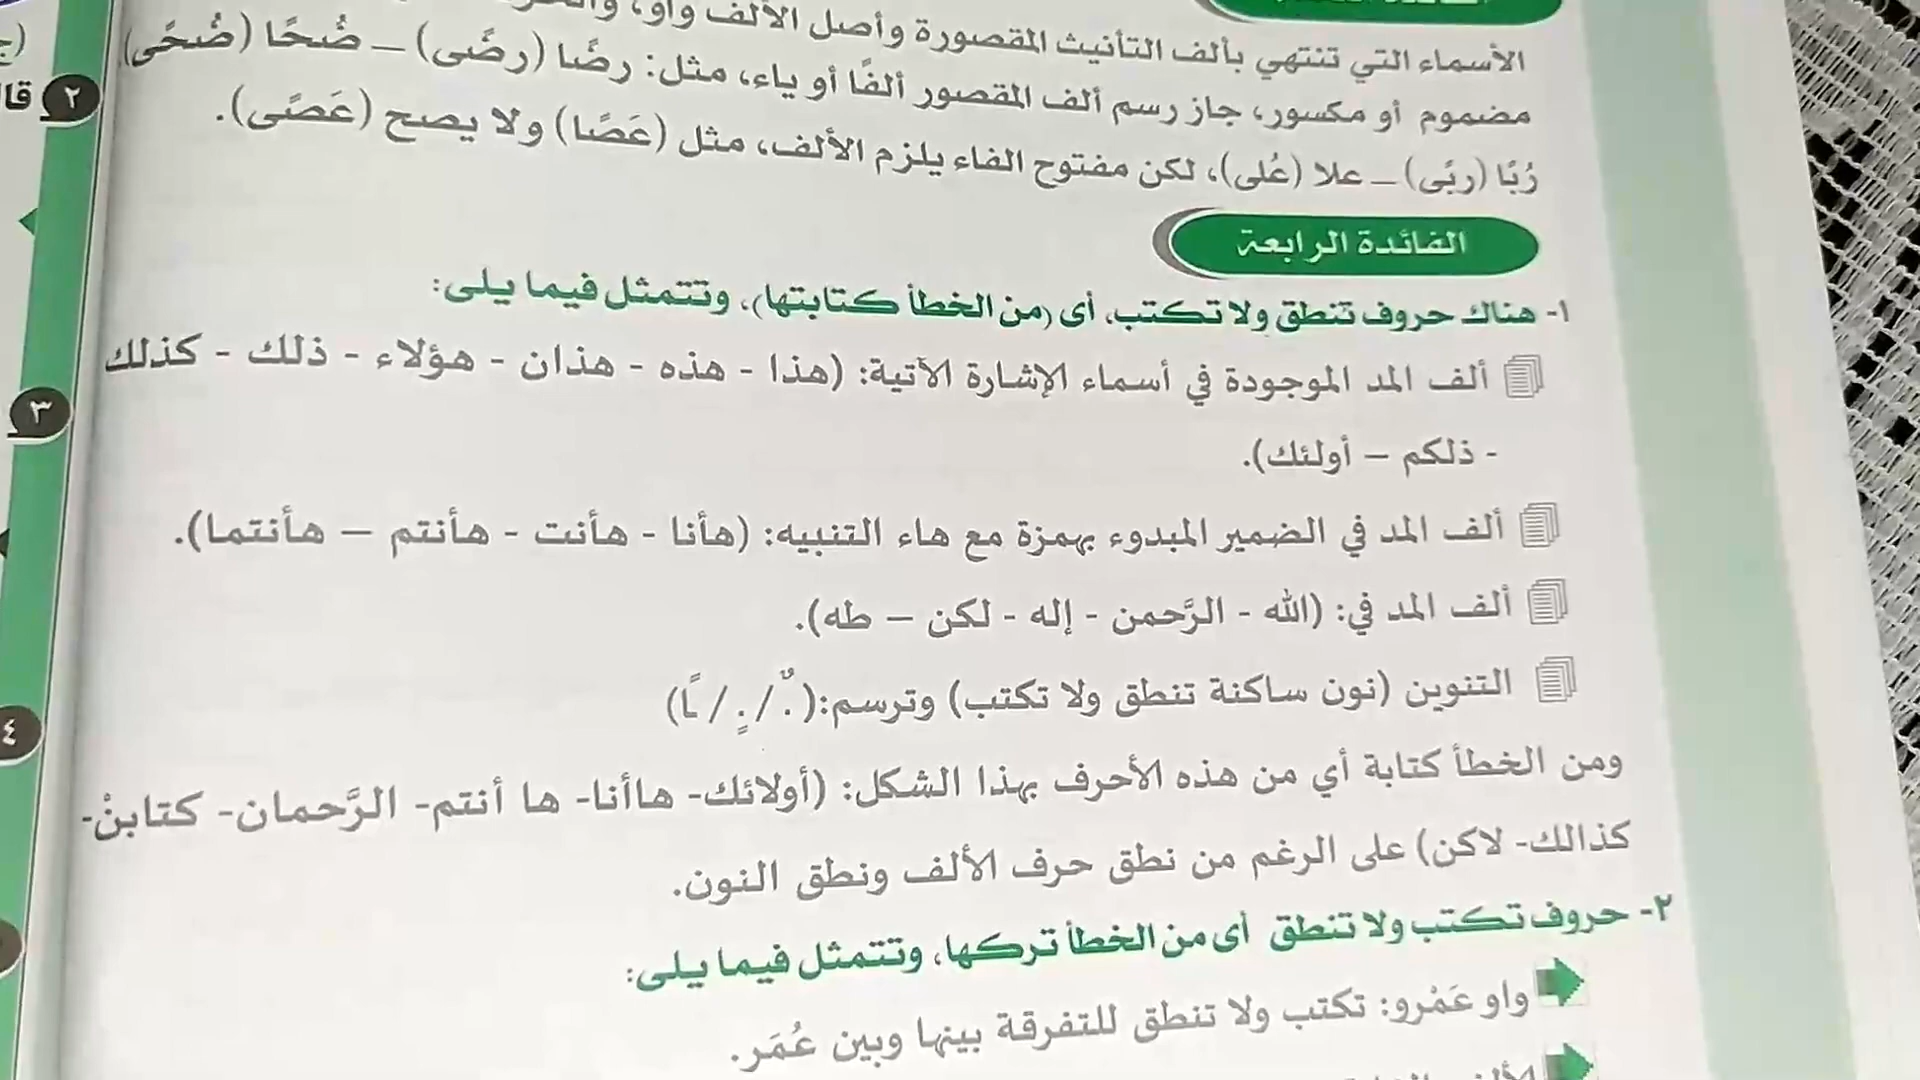 الأسماء التي تنتهي بألف التأنيث المقصورة وأصل الألف واو،
مضموم أو مكسور، جاز رسم ألف المقصور ألفًا أو ياء، مثل: رضًا (رضًى) – ضُحًا (ضُحًى)
رُبًا (ربًى) – علا (عُلى)، لكن مفتوح الفاء يلزم الألف، مثل (عَصًا) ولا يصح (عَصًى).
الفائدة الرابعة
١- هناك حروف تنطق ولا تكتب، أى (من الخطأ كتابتها)، وتتمثل فيما يلى:
ألف المد الموجودة في أسماء الإشارة الآتية: (هذا - هذه - هذان - هؤلاء - ذلك - كذلك
- ذلكم – أولئك).
ألف المد في الضمير المبدوء بهمزة مع هاء التنبيه: (هأنا - هأنت - هأنتم – هأنتما).
ألف المد في: (الله - الرَّحمن - إله - لكن – طه).
التنوين (نون ساكنة تنطق ولا تكتب) وترسم:( .ٌ / .ٍ / ـًا)
ومن الخطأ كتابة أي من هذه الأحرف بهذا الشكل: (أولائك- هاأنا- ها أنتم- الرَّحمان- كتابنْ-
كذالك- لاكن) على الرغم من نطق حرف الألف ونطق النون.
٢- حروف تكتب ولا تنطق أى من الخطأ تركها، وتتمثل فيما يلى:
واو عَمْرو: تكتب ولا تنطق للتفرقة بينها وبين عُمَر.
٢
٣
٤